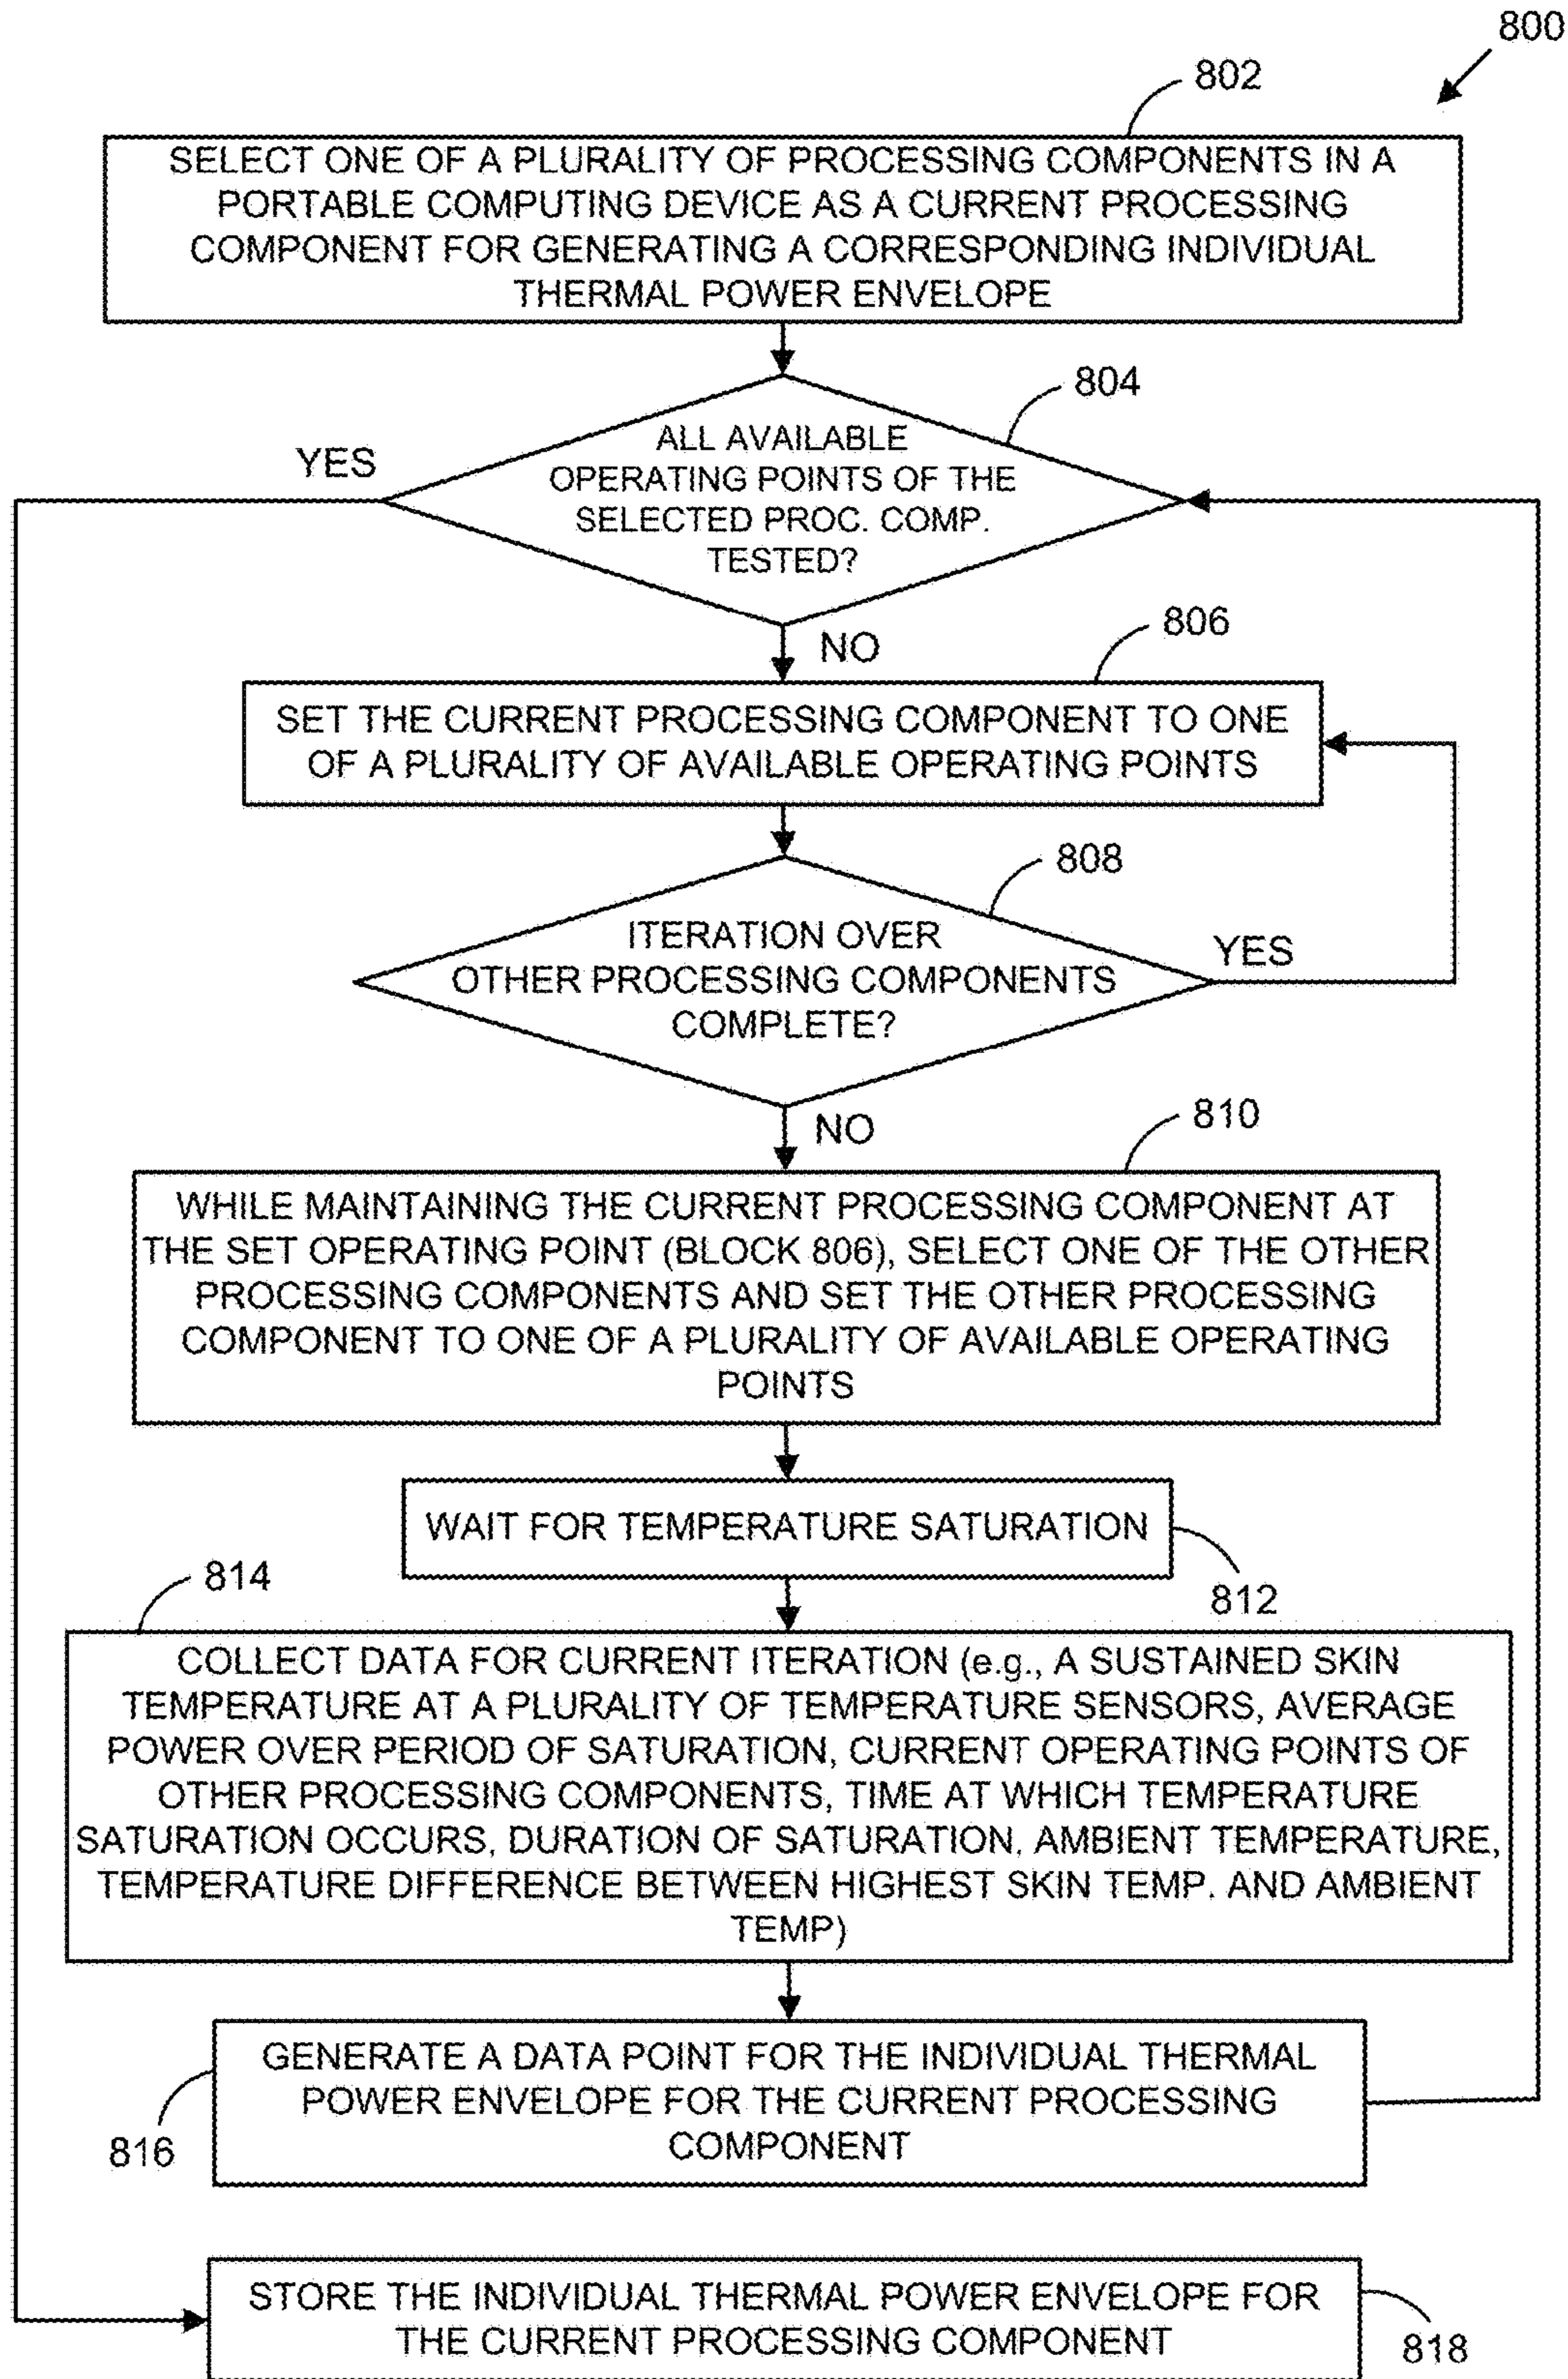 800
802
SELECT ONE OF A PLURALITY OF PROCESSING COMPONENTS IN A
PORTABLE COMPUTING DEVICE AS A CURRENT PROCESSING
COMPONENT FOR GENERATING A CORRESPONDING INDIVIDUAL
THERMAL POWER ENVELOPE
804
YES
ALL AVAILABLE
OPERATING POINTS OF THE
SELECTED PROC. COMP.
TESTED?
NO
806
SET THE CURRENT PROCESSING COMPONENT TO ONE
OF A PLURALITY OF AVAILABLE OPERATING POINTS
808
ITERATION OVER
OTHER PROCESSING COMPONENTS
COMPLETE?
YES
NO
810
WHILE MAINTAINING THE CURRENT PROCESSING COMPONENT AT
THE SET OPERATING POINT (BLOCK 806), SELECT ONE OF THE OTHER
PROCESSING COMPONENTS AND SET THE OTHER PROCESSING
COMPONENT TO ONE OF A PLURALITY OF AVAILABLE OPERATING
POINTS
WAIT FOR TEMPERATURE SATURATION
812
814
COLLECT DATA FOR CURRENT ITERATION (e.g., A SUSTAINED SKIN
TEMPERATURE AT A PLURALITY OF TEMPERATURE SENSORS, AVERAGE
POWER OVER PERIOD OF SATURATION, CURRENT OPERATING POINTS OF
OTHER PROCESSING COMPONENTS, TIME AT WHICH TEMPERATURE
SATURATION OCCURS, DURATION OF SATURATION, AMBIENT TEMPERATURE,
TEMPERATURE DIFFERENCE BETWEEN HIGHEST SKIN TEMP. AND AMBIENT
TEMP)
GENERATE A DATA POINT FOR THE INDIVIDUAL THERMAL
POWER ENVELOPE FOR THE CURRENT PROCESSING
COMPONENT
816
STORE THE INDIVIDUAL THERMAL POWER ENVELOPE FOR
THE CURRENT PROCESSING COMPONENT
818